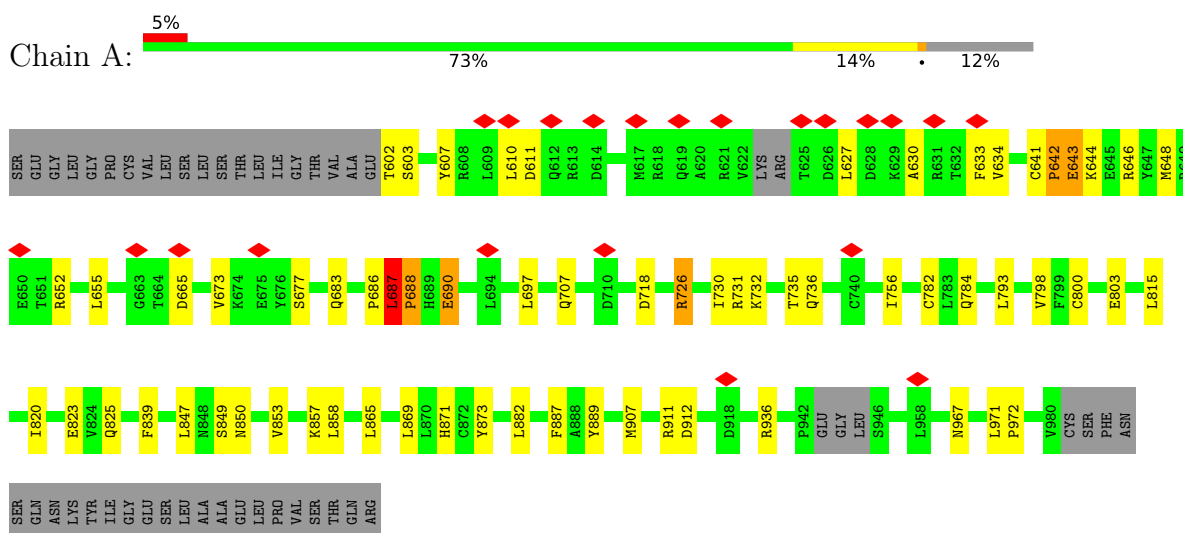 5%
Chain A:
73% 14% • 12%
SER GLU GLY LEU GLY PRO CYS VAL LEU SER LEU SER THR LEU ILE GLY THR VAL ALA GLU T602 S603 Y607 R608 L609 L610 D611 Q612 R613 D614 M617 R618 Q619 A620 R621 V622 LYS ARG T625 D626 L627 D628 K629 A630 R631 T632 F633 V634 C641 P642 E643 K644 E645 R646 Y647 M648
E650 T651 R652 L655 G663 T664 D665 V673 K674 E675 Y676 S677 Q683 P686 L687 P688 H689 E690 L694 L697 Q707 D710 D718 R726 I730 R731 K732 T735 Q736 C740 I756 C782 L783 Q784 L793 V798 F799 C800 E803 L815
I820 E823 V824 Q825 F839 L847 N848 S849 N850 V853 K857 L858 L865 L869 L870 H871 C872 Y873 L882 F887 A888 Y889 M907 R911 D912 D918 R936 P942 GLU GLY LEU S946 L958 N967 L971 P972 V980 CYS SER PHE ASN
SER GLN ASN LYS TYR ILE GLY GLU SER LEU ALA ALA GLU LEU PRO VAL SER THR GLN ARG